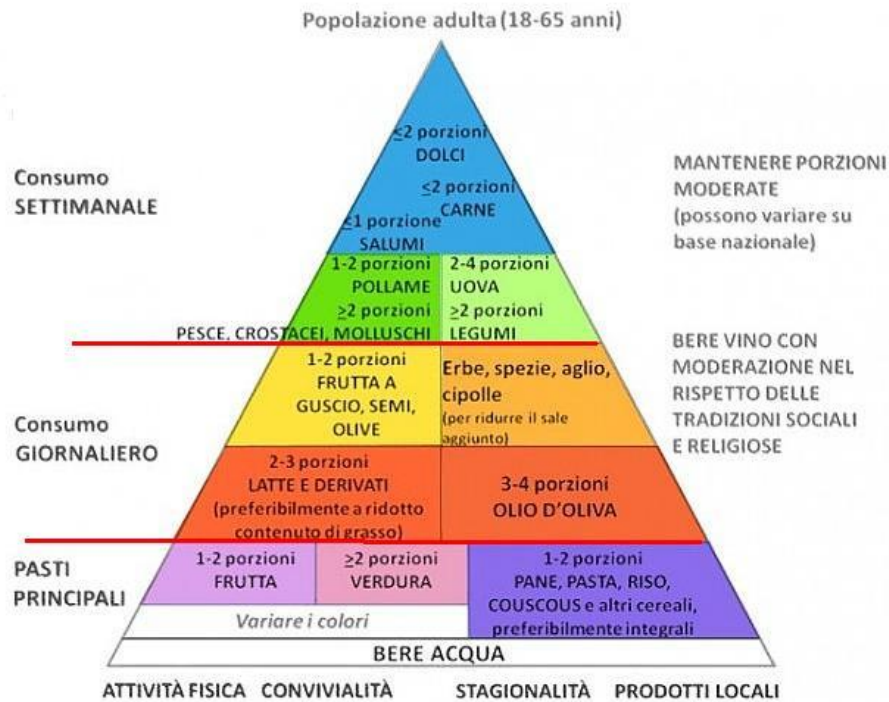 Popolazione adulta (18-65 anni)
≤2 porzioni
DOLCI
≤2 porzioni
CARNE
≤1 porzione
SALUMI
Consumo
SETTIMANALE
MANTENERE PORZIONI
MODERATE
(possono variare su
base nazionale)
1-2 porzioni
POLLAME
≥2 porzioni
PESCE, CROSTACEI, MOLLUSCHI
2-4 porzioni
UOVA
≥2 porzioni
LEGUMI
BERE VINO CON
MODERAZIONE NEL
RISPETTO DELLE
TRADIZIONI SOCIALI
E RELIGIOSE
Consumo
GIORNALIERO
1-2 porzioni
FRUTTA A
GUSCIO, SEMI,
OLIVE
Erbe, spezie, aglio,
cipolle
(per ridurre il sale
aggiunto)
2-3 porzioni
LATTE E DERIVATI
(preferibilmente a ridotto
contenuto di grasso)
3-4 porzioni
OLIO D'OLIVA
PASTI
PRINCIPALI
1-2 porzioni
FRUTTA
≥2 porzioni
VERDURA
1-2 porzioni
PANE, PASTA, RISO,
COUSCOUS e altri cereali,
preferibilmente integrali
Variare i colori
BERE ACQUA
ATTIVITÀ FISICA CONVIVIALITÀ STAGIONALITÀ PRODOTTI LOCALI